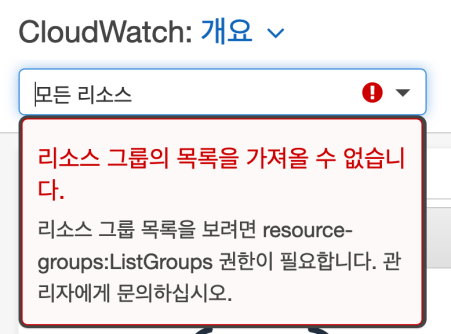 CloudWatch: 개요
모든 리소스
리소스 그룹의 목록을 가져올 수 없습니
다.
리소스 그룹 목록을 보려면 resource-
groups:ListGroups 권한이 필요합니다. 관
리자에게 문의하십시오.